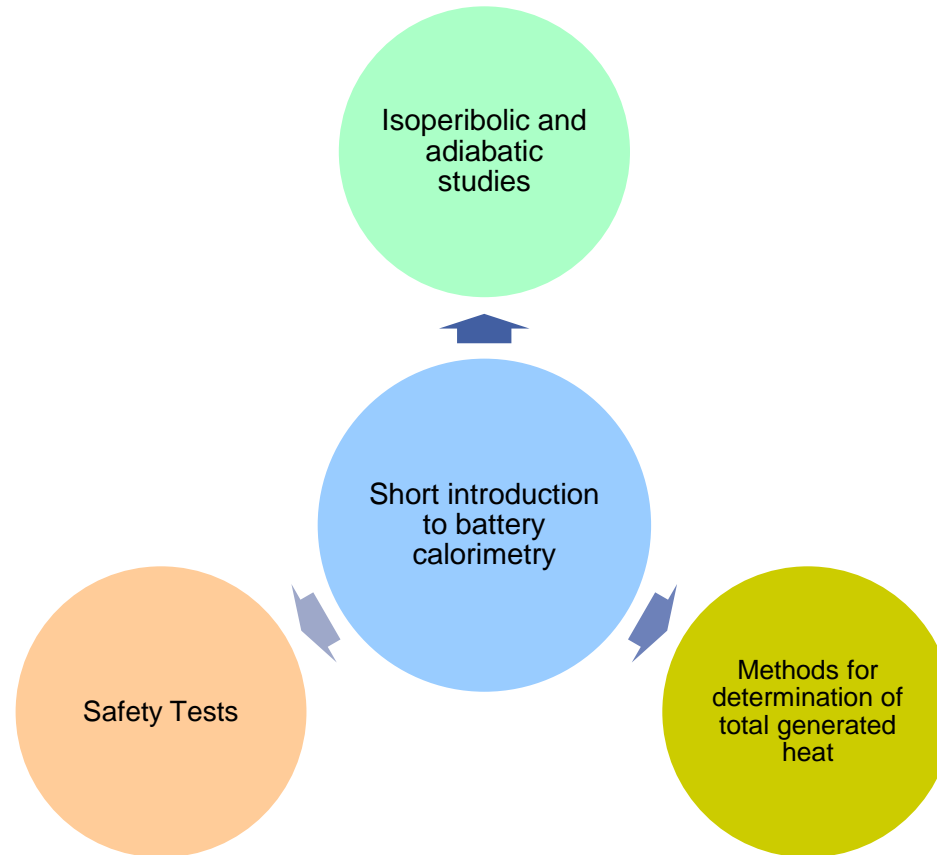 Isoperibolic and
adiabatic
studies
Short introduction
to battery
calorimetry
Safety Tests
Methods for
determination of
total generated
heat